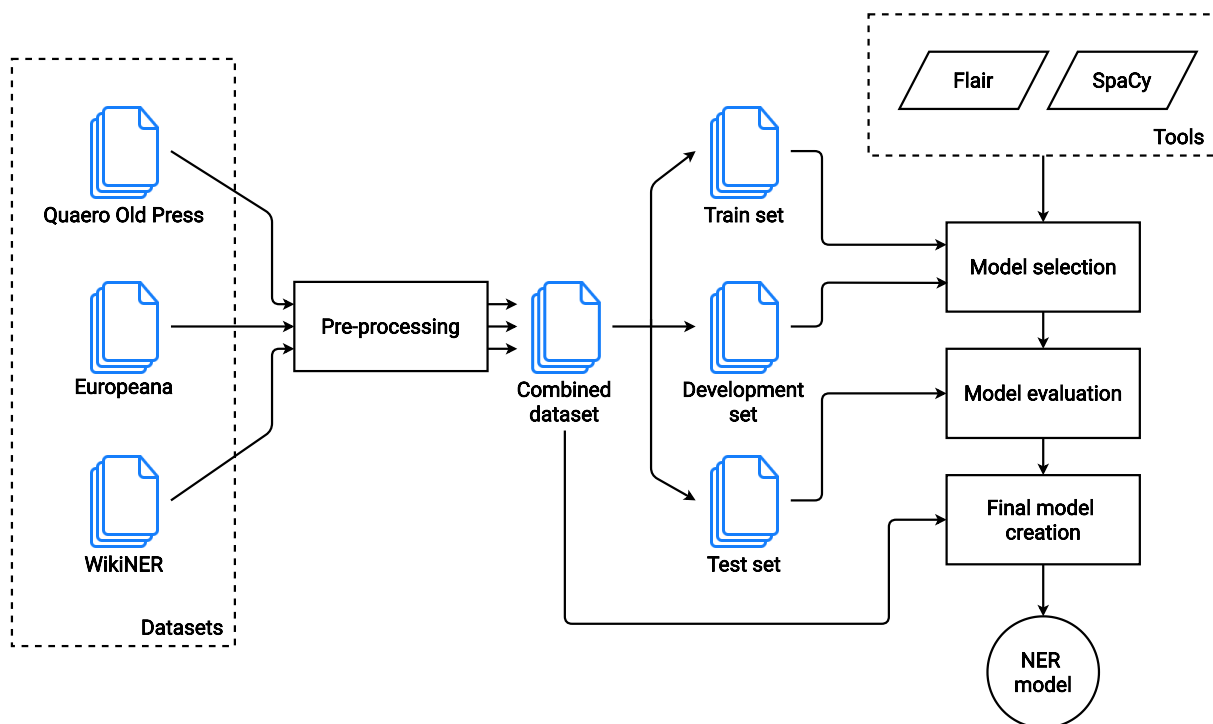 Flair
SpaCy
Tools
Quaero Old Press
Train set
Model selection
Pre-processing
Europeana
Combined
dataset
Development
set
Model evaluation
Final model
creation
WikiNER
Test set
Datasets
NER
model